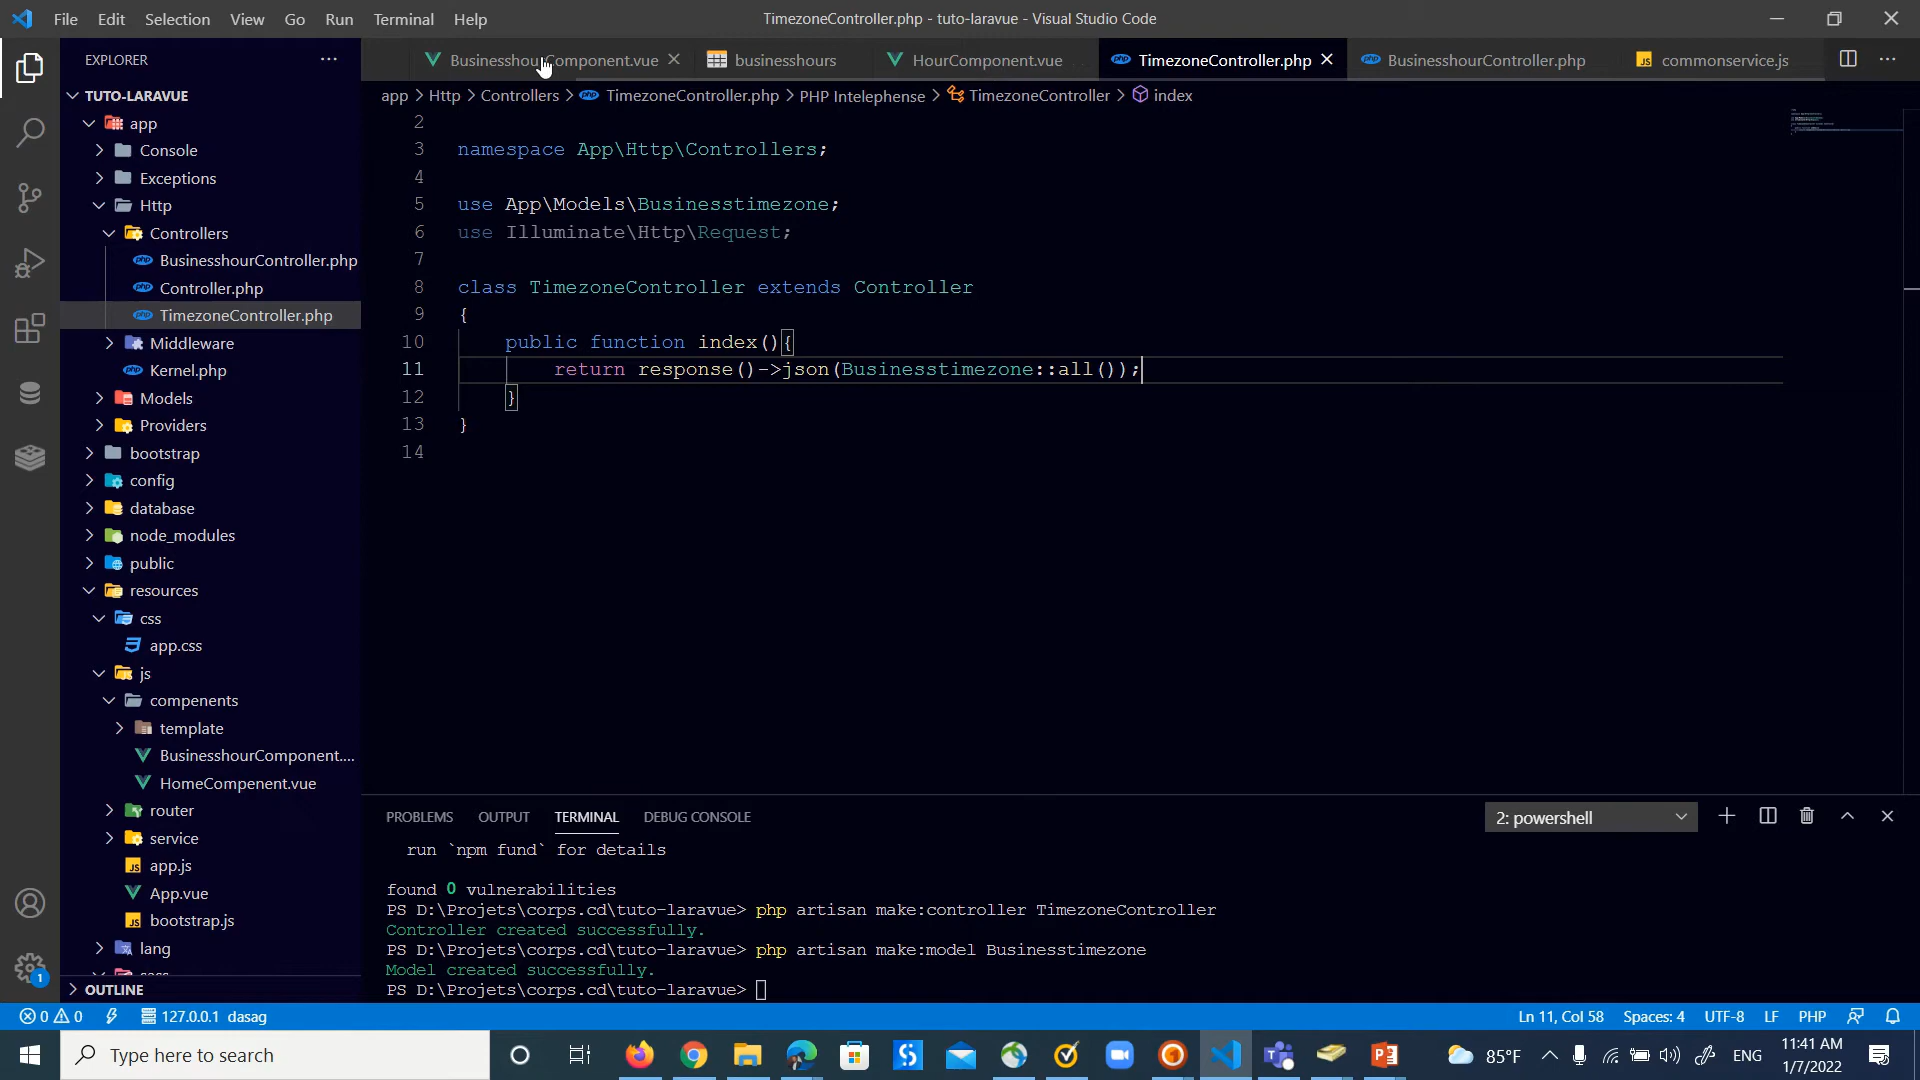 File Edit Selection View Go Run Terminal Help
TimezoneController.php - tuto-laravue - Visual Studio Code
EXPLORER
BusinesshourComponent.vue businesshours HourComponent.vue TimezoneController.php BusinesshourController.php commonservice.js
TUTO-LARAVUE
app
Console
Exceptions
Http
Controllers
BusinesshourController.php
Controller.php
TimezoneController.php
Middleware
Kernel.php
Models
Providers
bootstrap
config
database
node_modules
public
resources
css
app.css
js
compenents
template
BusinesshourComponent....
HomeCompenent.vue
router
service
app.js
App.vue
bootstrap.js
lang
OUTLINE
app > Http > Controllers > TimezoneController.php > PHP Intelephense > TimezoneController > index
2
3 namespace App\Http\Controllers;
4
5 use App\Models\Businesstimezone;
6 use Illuminate\Http\Request;
7
8 class TimezoneController extends Controller
9 {
10 public function index(){
11 return response()->json(Businesstimezone::all());
12 }
13 }
14
PROBLEMS OUTPUT TERMINAL DEBUG CONSOLE
2: powershell
run `npm fund` for details
found 0 vulnerabilities
PS D:\Projets\corps.cd\tuto-laravue> php artisan make:controller TimezoneController
Controller created successfully.
PS D:\Projets\corps.cd\tuto-laravue> php artisan make:model Businesstimezone
Model created successfully.
PS D:\Projets\corps.cd\tuto-laravue>
1
0 0 127.0.0.1 dasag
Ln 11, Col 58 Spaces: 4 UTF-8 LF PHP
Type here to search
85°F
ENG
11:41 AM
1/7/2022